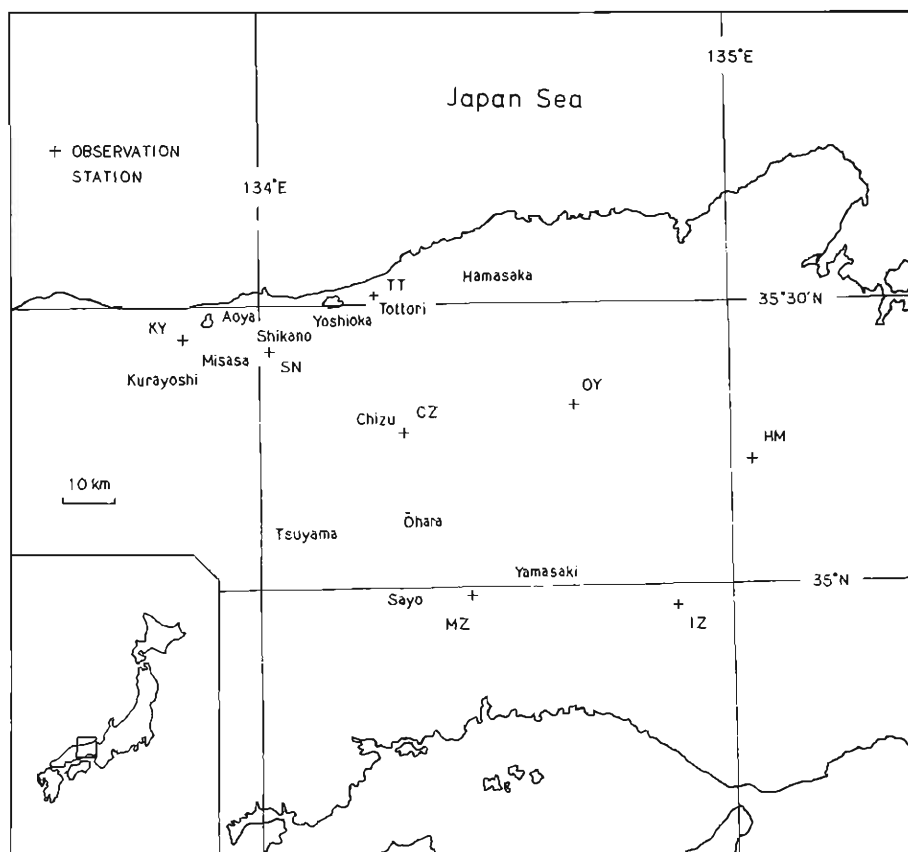 135°E
Japan Sea
+ OBSERVATION
STATION
134°E
Hamasaka
TT
Tottori
35°30'N
Yoshioka
Aoya
KY
Shikano
Misasa
SN
Kurayoshi
OY
Chizu
CZ
HM
10 km
Ōhara
Tsuyama
Yamasaki
35°N
Sayo
MZ
IZ